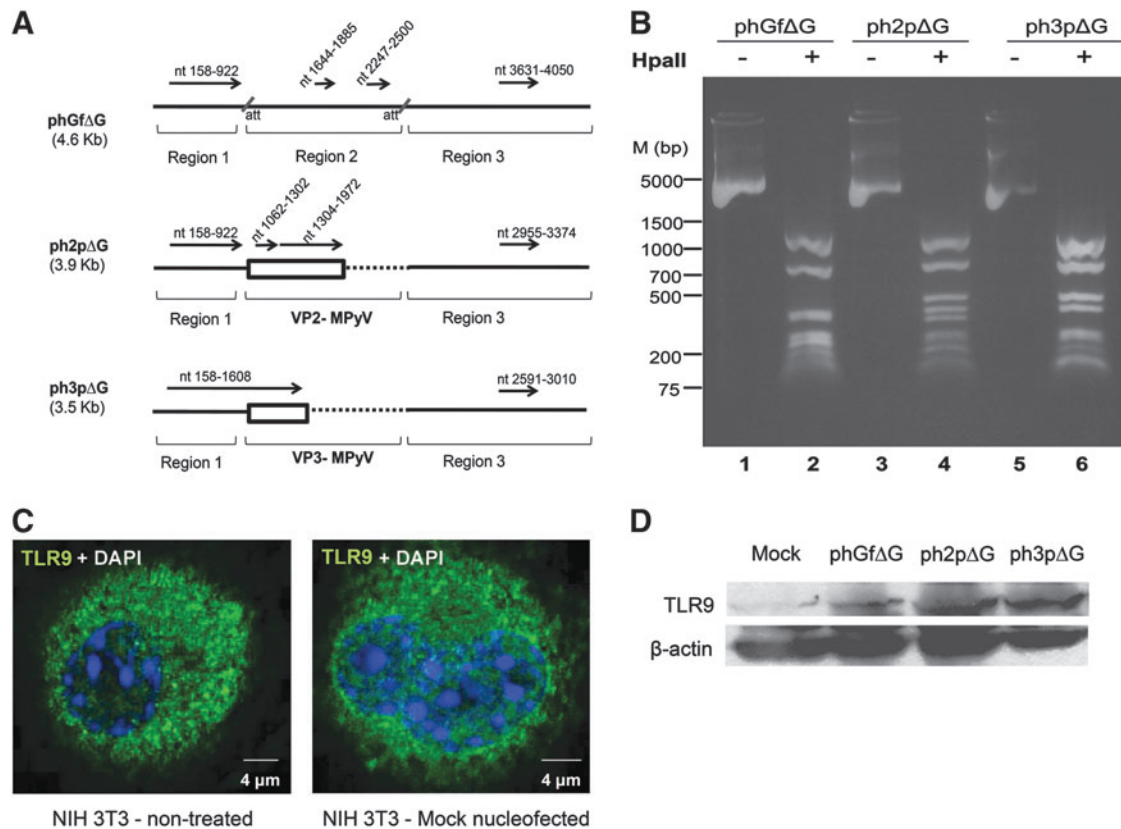 A
nt 158-922
nt 1644-1885
nt 2247-2500
nt 3631-4050
phGfΔG
(4.6 Kb)
att
att
Region 1
Region 2
Region 3
nt 158-922
nt 1062-1302
nt 1304-1972
nt 2955-3374
ph2pΔG
(3.9 Kb)
Region 1
VP2- MPyV
Region 3
nt 158-1608
nt 2591-3010
ph3pΔG
(3.5 Kb)
Region 1
VP3- MPyV
Region 3
B
phGfΔG ph2pΔG ph3pΔG
HpaII - + - + - +
M (bp)
5000
1500
1000
700
500
200
75
1 2 3 4 5 6
C
TLR9 + DAPI
4 µm
NIH 3T3 - non-treated
TLR9 + DAPI
4 µm
NIH 3T3 - Mock nucleofected
D
Mock phGfΔG ph2pΔG ph3pΔG
TLR9
β-actin